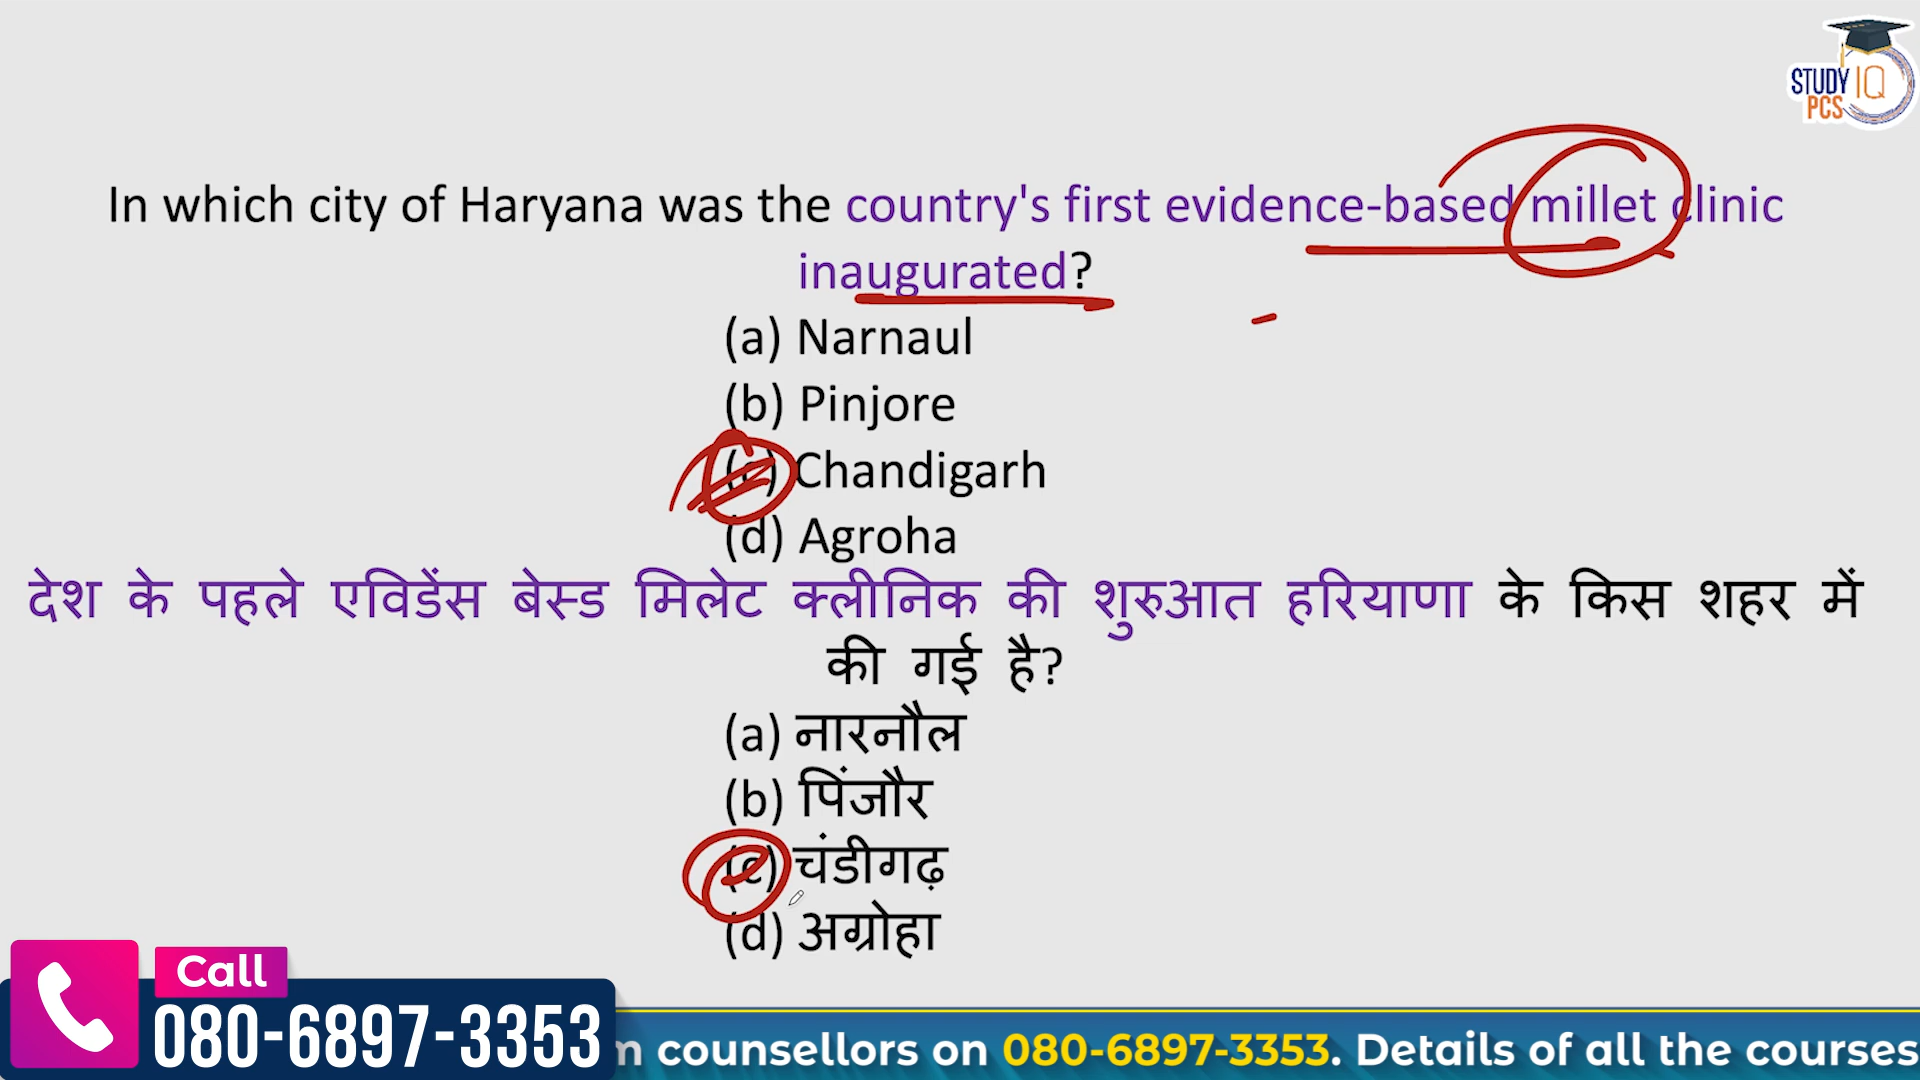 STUDY IQ
PCS
In which city of Haryana was the country's first evidence-based millet clinic
inaugurated?
(a) Narnaul
(b) Pinjore
(c) Chandigarh
(d) Agroha
देश के पहले एविडेंस बेस्ड मिलेट क्लीनिक की शुरुआत हरियाणा के किस शहर में
की गई है?
(a) नारनौल
(b) पिंजौर
(c) चंडीगढ़
(d) अग्रोहा
Call
080-6897-3353
m counsellors on 080-6897-3353. Details of all the courses